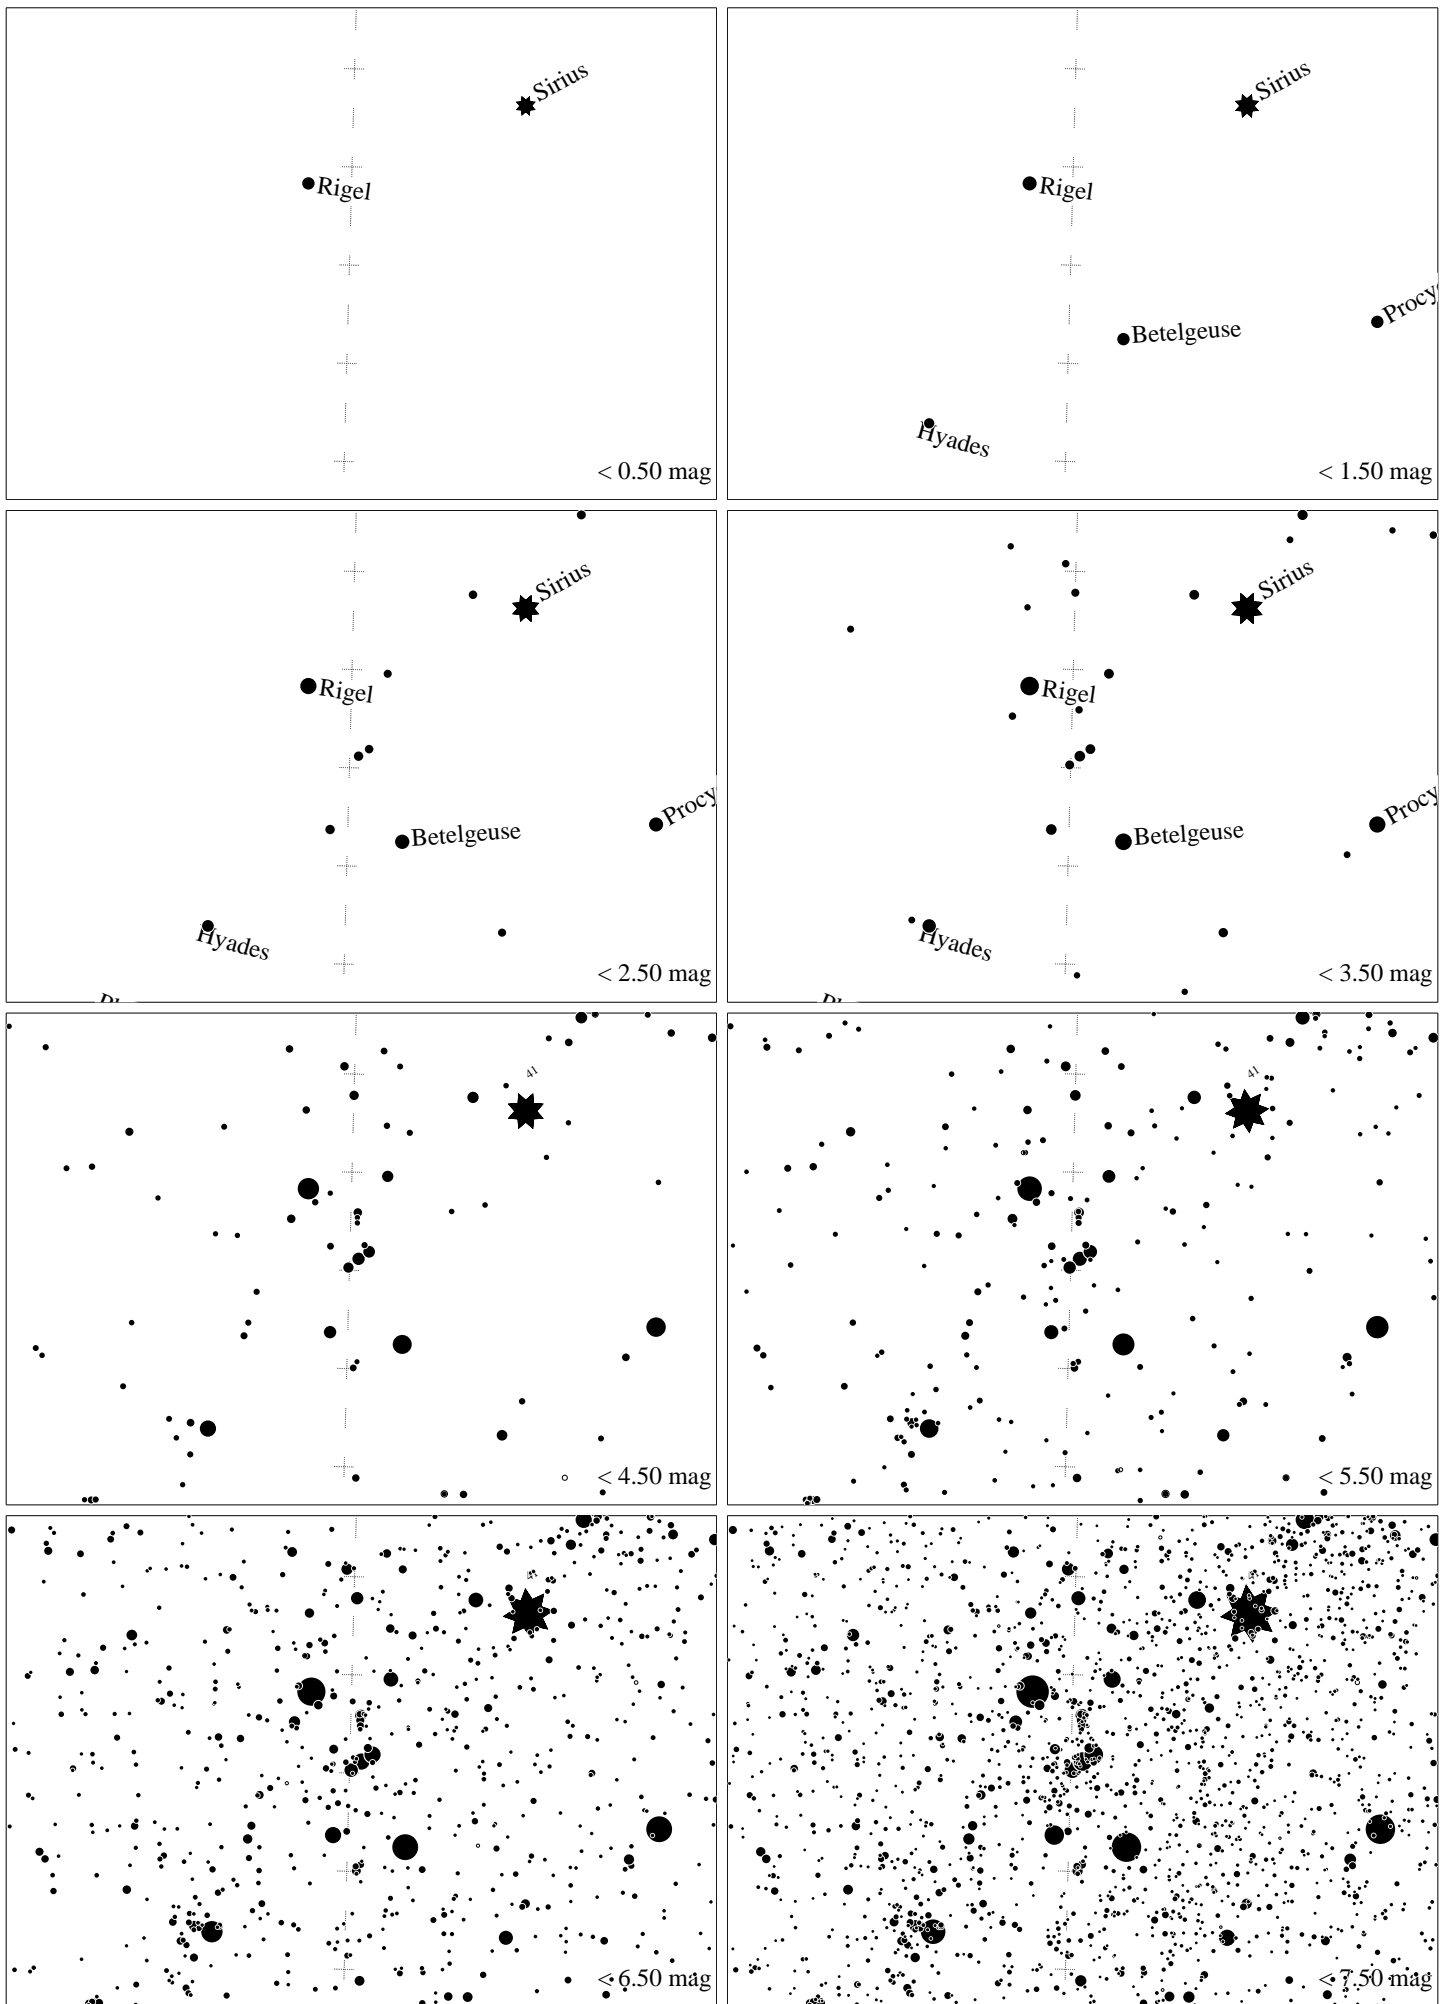 Sirius
Rigel
< 0.50 mag
Sirius
Rigel
Procy
Betelgeuse
Hyades
< 1.50 mag
Sirius
Rigel
Procy
Betelgeuse
Hyades
< 2.50 mag
Sirius
Rigel
Procy
Betelgeuse
Hyades
< 3.50 mag
41
< 4.50 mag
41
< 5.50 mag
< 6.50 mag
< 7.50 mag